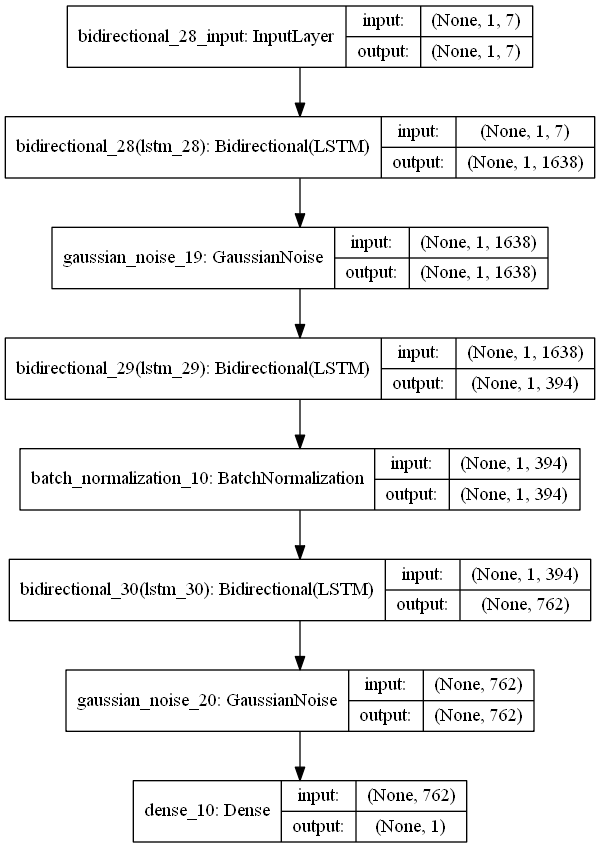 bidirectional_28_input: InputLayer
input: (None, 1, 7)
output: (None, 1, 7)
bidirectional_28(lstm_28): Bidirectional(LSTM)
input: (None, 1, 7)
output: (None, 1, 1638)
gaussian_noise_19: GaussianNoise
input: (None, 1, 1638)
output: (None, 1, 1638)
bidirectional_29(lstm_29): Bidirectional(LSTM)
input: (None, 1, 1638)
output: (None, 1, 394)
batch_normalization_10: BatchNormalization
input: (None, 1, 394)
output: (None, 1, 394)
bidirectional_30(lstm_30): Bidirectional(LSTM)
input: (None, 1, 394)
output: (None, 762)
gaussian_noise_20: GaussianNoise
input: (None, 762)
output: (None, 762)
dense_10: Dense
input: (None, 762)
output: (None, 1)